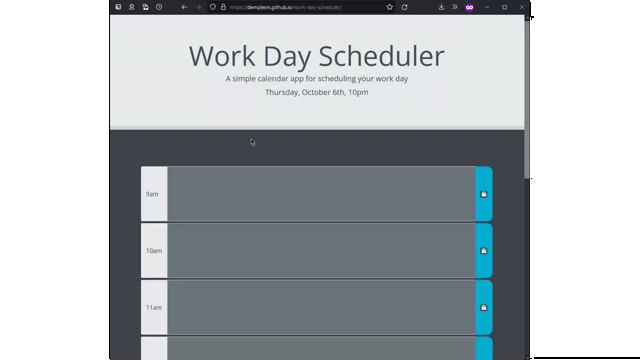 https://dempleon.github.io/work-day-scheduler/
Work Day Scheduler
A simple calendar app for scheduling your work day
Thursday, October 6th, 10pm
9am
10am
11am